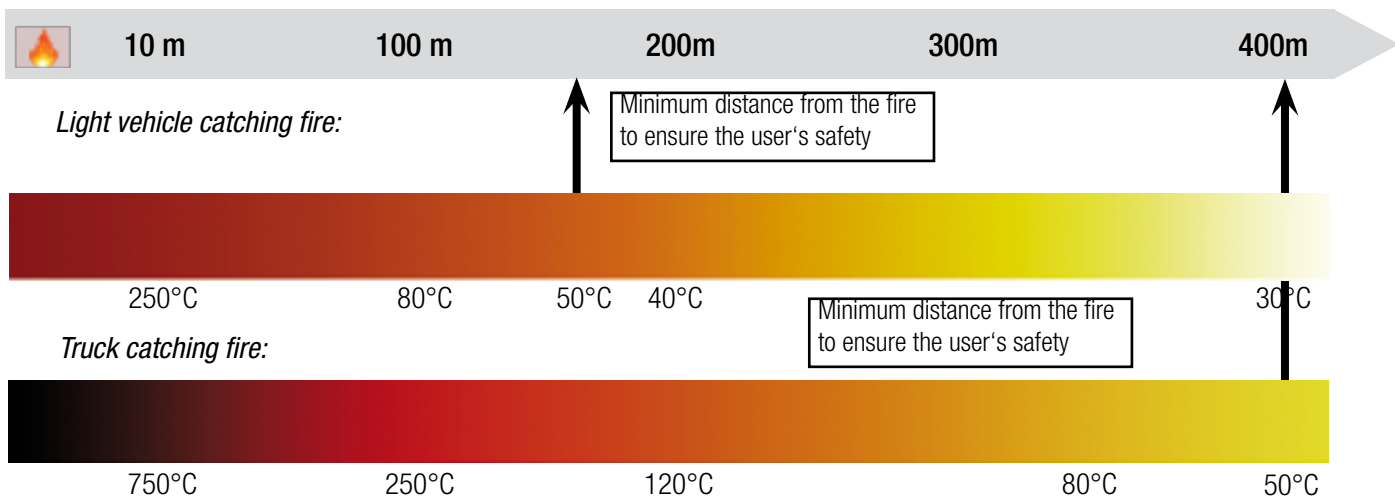 10 m 100 m 200m 300m 400m
Light vehicle catching fire:
Minimum distance from the fire
to ensure the user‘s safety
250°C 80°C 50°C 40°C 30°C
Truck catching fire:
Minimum distance from the fire
to ensure the user‘s safety
750°C 250°C 120°C 80°C 50°C